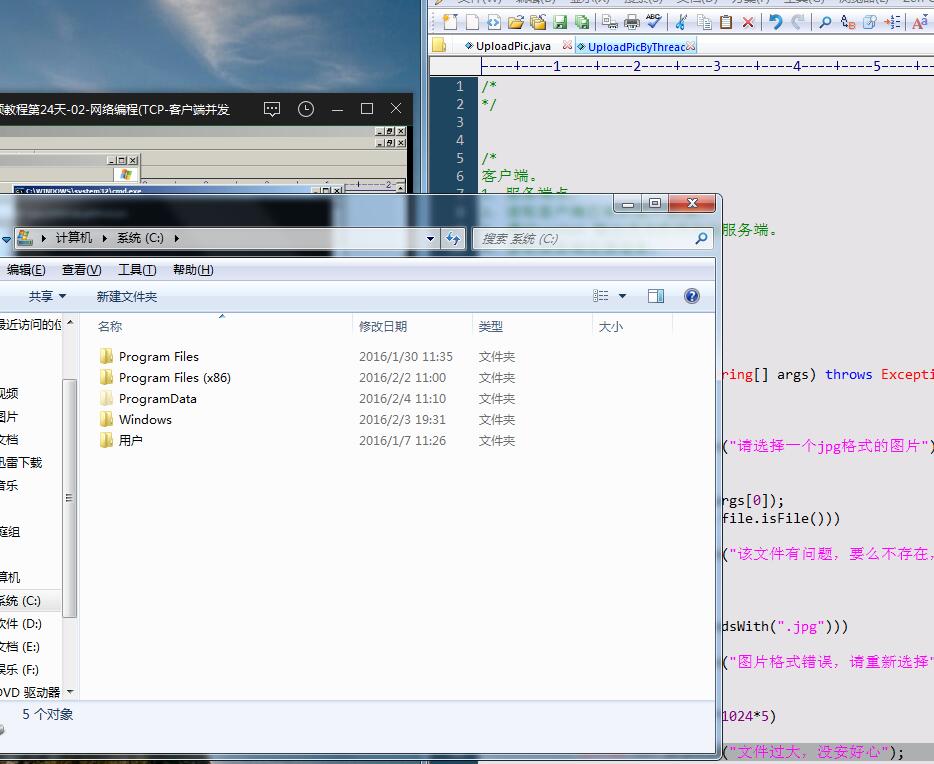 UploadPic.java
UploadPicByThreac
----+----1----+----2----+----3----+----4----+----5----+
教程第24天-02-网络编程(TCP-客户端并发
C:\WINDOWS\system32\cmd.exe
1 /*
2 */
3
4
5 /*
6 客户端。
7 1、服务端点
服务端。
计算机 系统 (C:)
搜索 系统 (C:)
编辑(E) 查看(V) 工具(T) 帮助(H)
共享 新建文件夹
最近访问的位
名称 修改日期 类型 大小
Program Files 2016/1/30 11:35 文件夹
Program Files (x86) 2016/2/2 11:00 文件夹
ProgramData 2016/2/4 11:10 文件夹
Windows 2016/2/3 19:31 文件夹
用户 2016/1/7 11:26 文件夹
视频
图片
文档
迅雷下载
音乐
庭组
算机
系统 (C:)
软件 (D:)
文档 (E:)
娱乐 (F:)
DVD 驱动器
5 个对象
ring[] args) throws Excepti
("请选择一个jpg格式的图片")
rgs[0]);
file.isFile()))
("该文件有问题，要么不存在，
dsWith(".jpg")))
("图片格式错误，请重新选择"
1024*5)
("文件过大，没安好心");